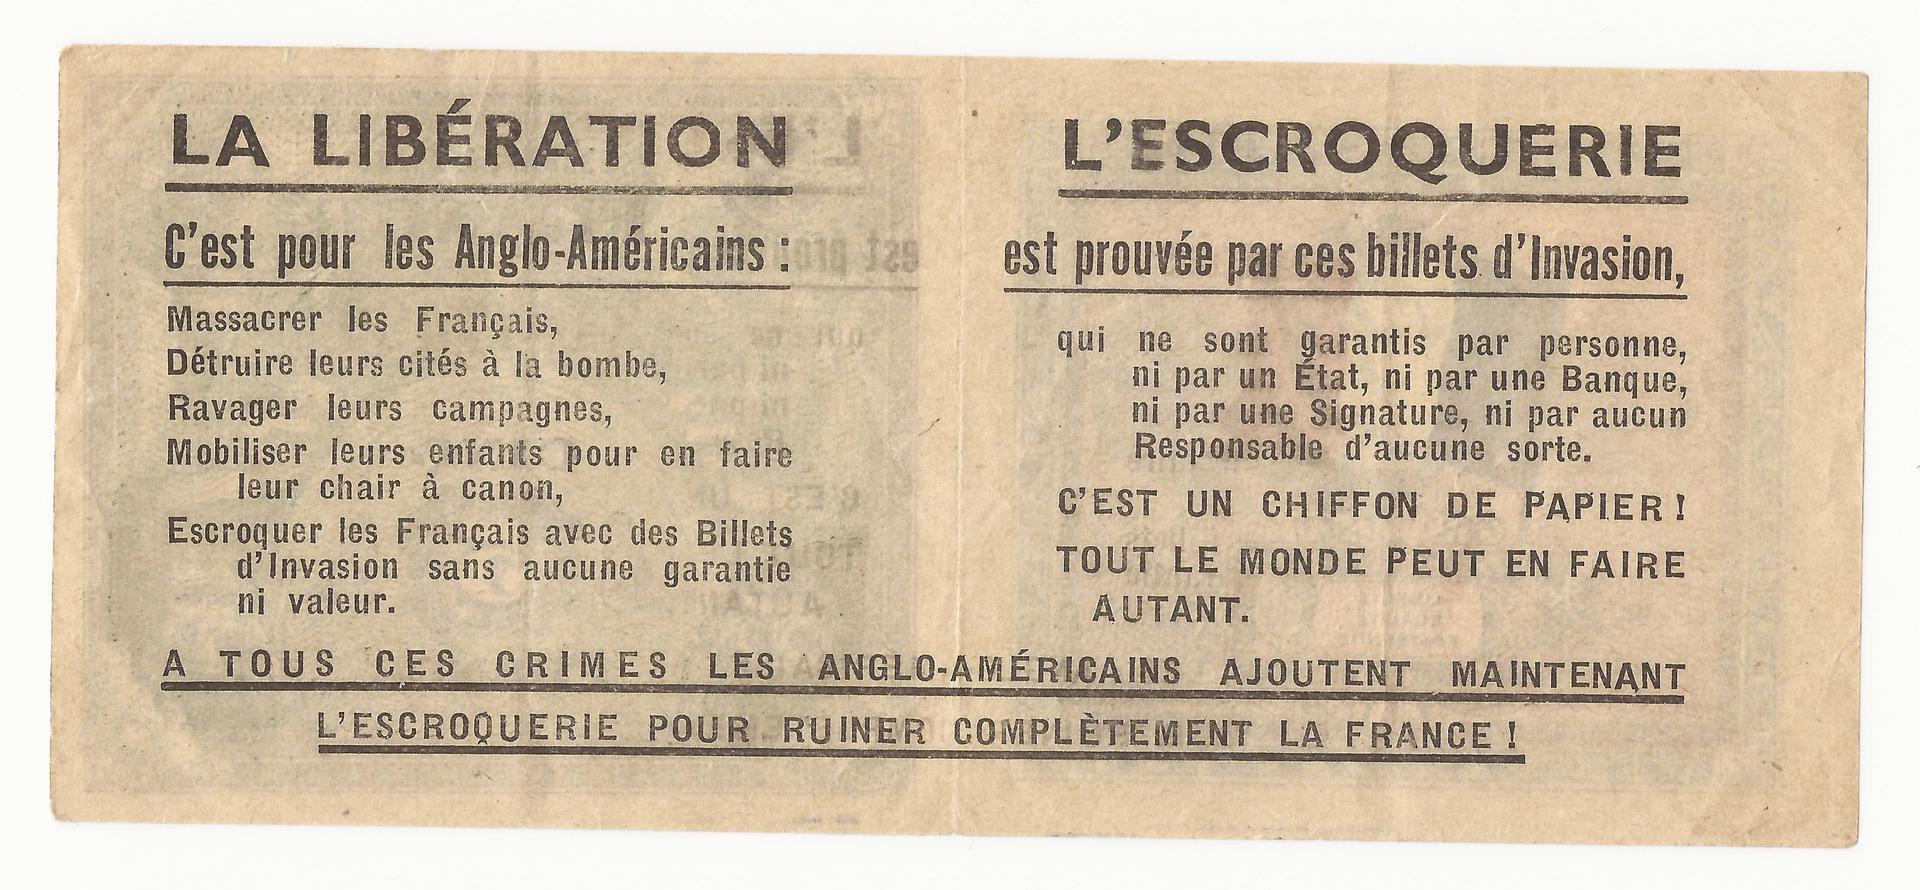 LA LIBÉRATION
C'est pour les Anglo-Américains :
Massacrer les Français,
Détruire leurs cités à la bombe,
Ravager leurs campagnes,
Mobiliser leurs enfants pour en faire
leur chair à canon,
Escroquer les Français avec des Billets
d'Invasion sans aucune garantie
ni valeur.
L'ESCROQUERIE
est prouvée par ces billets d'Invasion,
qui ne sont garantis par personne,
ni par un État, ni par une Banque,
ni par une Signature, ni par aucun
Responsable d'aucune sorte.
C'EST UN CHIFFON DE PAPIER !
TOUT LE MONDE PEUT EN FAIRE
AUTANT.
A TOUS CES CRIMES LES ANGLO-AMÉRICAINS AJOUTENT MAINTENANT
L'ESCROQUERIE POUR RUINER COMPLÈTEMENT LA FRANCE !